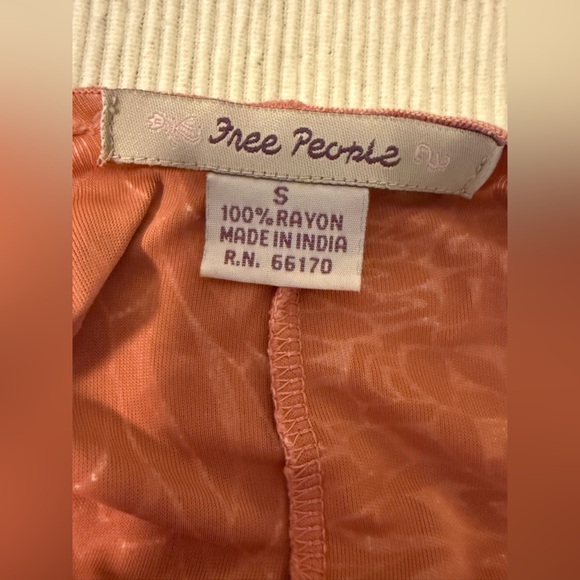 Free People
S
100% RAYON
MADE IN INDIA
R.N. 66170